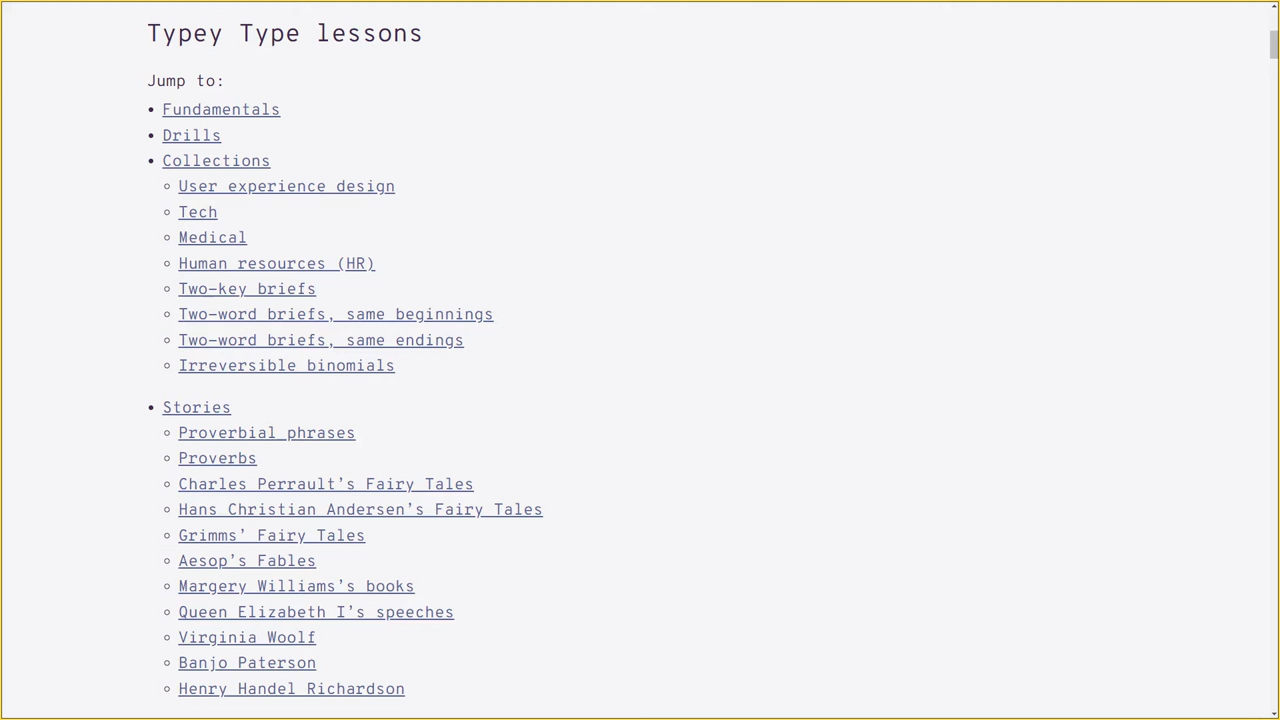 Typey Type lessons
Jump to:
Fundamentals
Drills
Collections
User experience design
Tech
Medical
Human resources (HR)
Two-key briefs
Two-word briefs, same beginnings
Two-word briefs, same endings
Irreversible binomials
Stories
Proverbial phrases
Proverbs
Charles Perrault’s Fairy Tales
Hans Christian Andersen’s Fairy Tales
Grimms’ Fairy Tales
Aesop’s Fables
Margery Williams’s books
Queen Elizabeth I’s speeches
Virginia Woolf
Banjo Paterson
Henry Handel Richardson